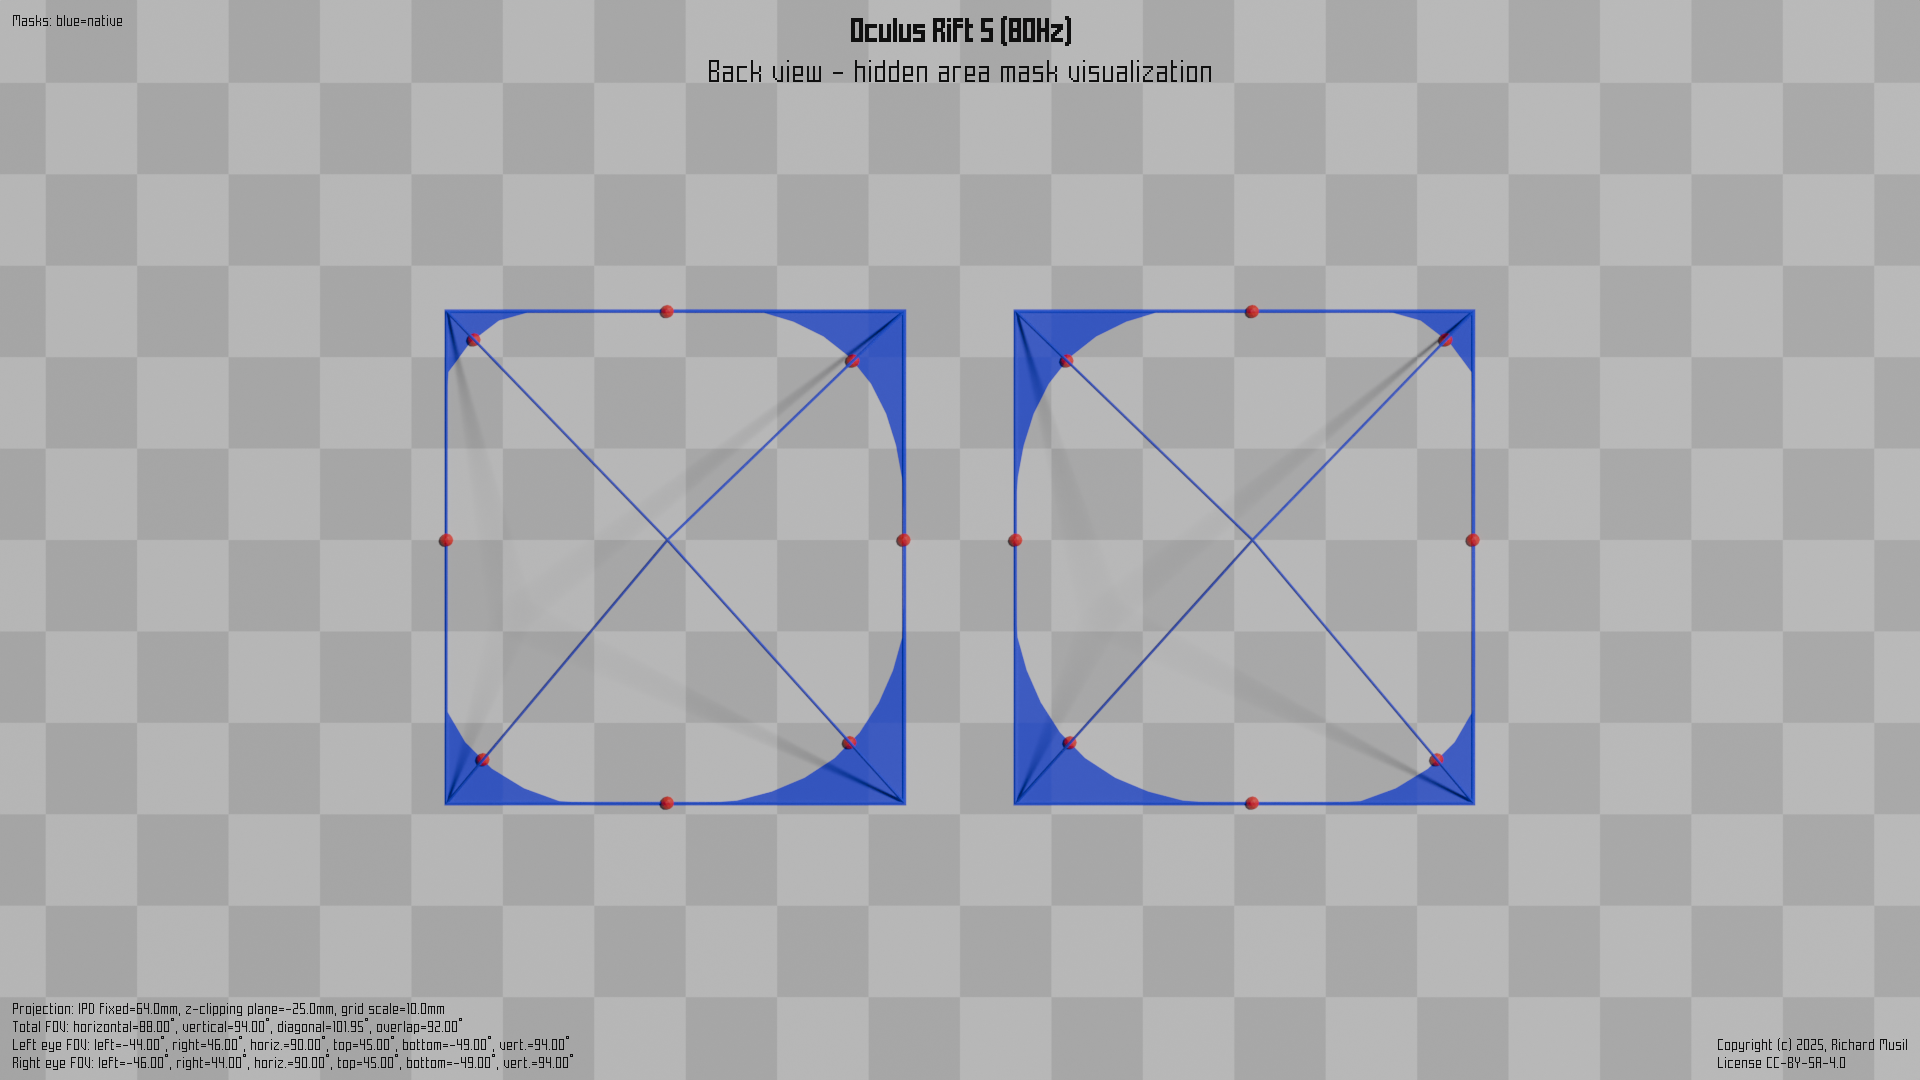 Masks: blue=native
Oculus Rift S (80Hz)
Back view - hidden area mask visualization
Projection: IPD fixed=64.0mm, z-clipping plane=-25.0mm, grid scale=10.0mm
Total FOV: horizontal=88.00°, vertical=94.00°, diagonal=101.95°, overlap=92.00°
Left eye FOV: left=-44.00°, right=46.00°, horiz.=90.00°, top=45.00°, bottom=-49.00°, vert.=94.00°
Right eye FOV: left=-46.00°, right=44.00°, horiz.=90.00°, top=45.00°, bottom=-49.00°, vert.=94.00°
Copyright (c) 2025, Richard Musil
License CC-BY-SA-4.0